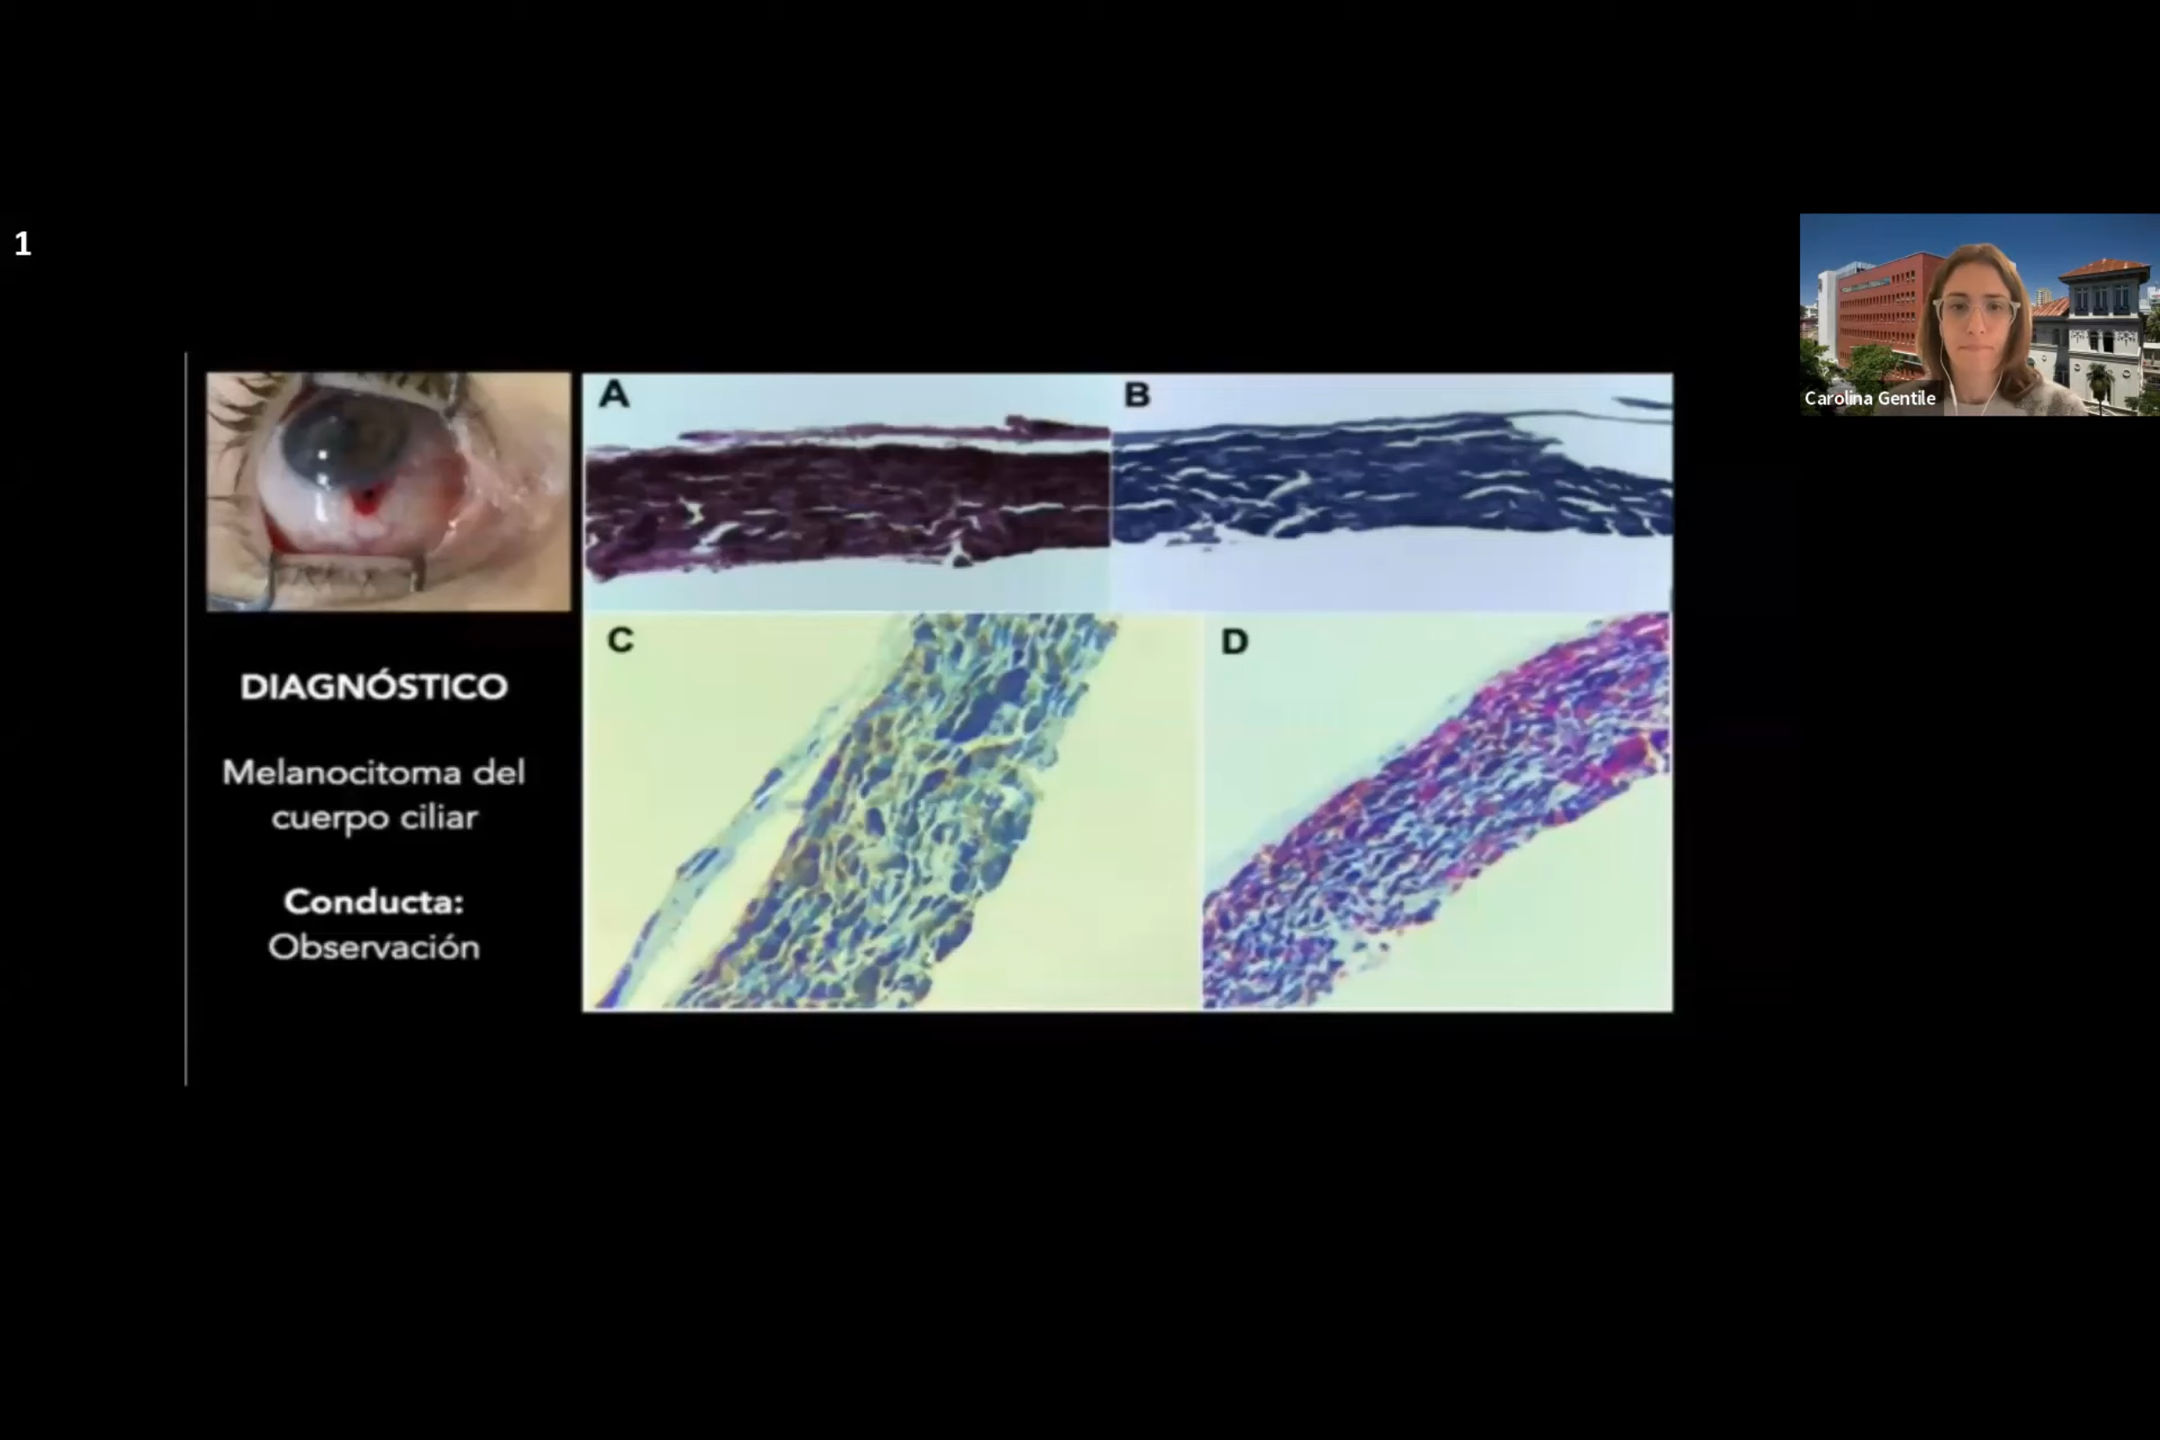 1
Carolina Gentile
A
B
C
D
DIAGNÓSTICO
Melanocitoma del
cuerpo ciliar
Conducta:
Observación